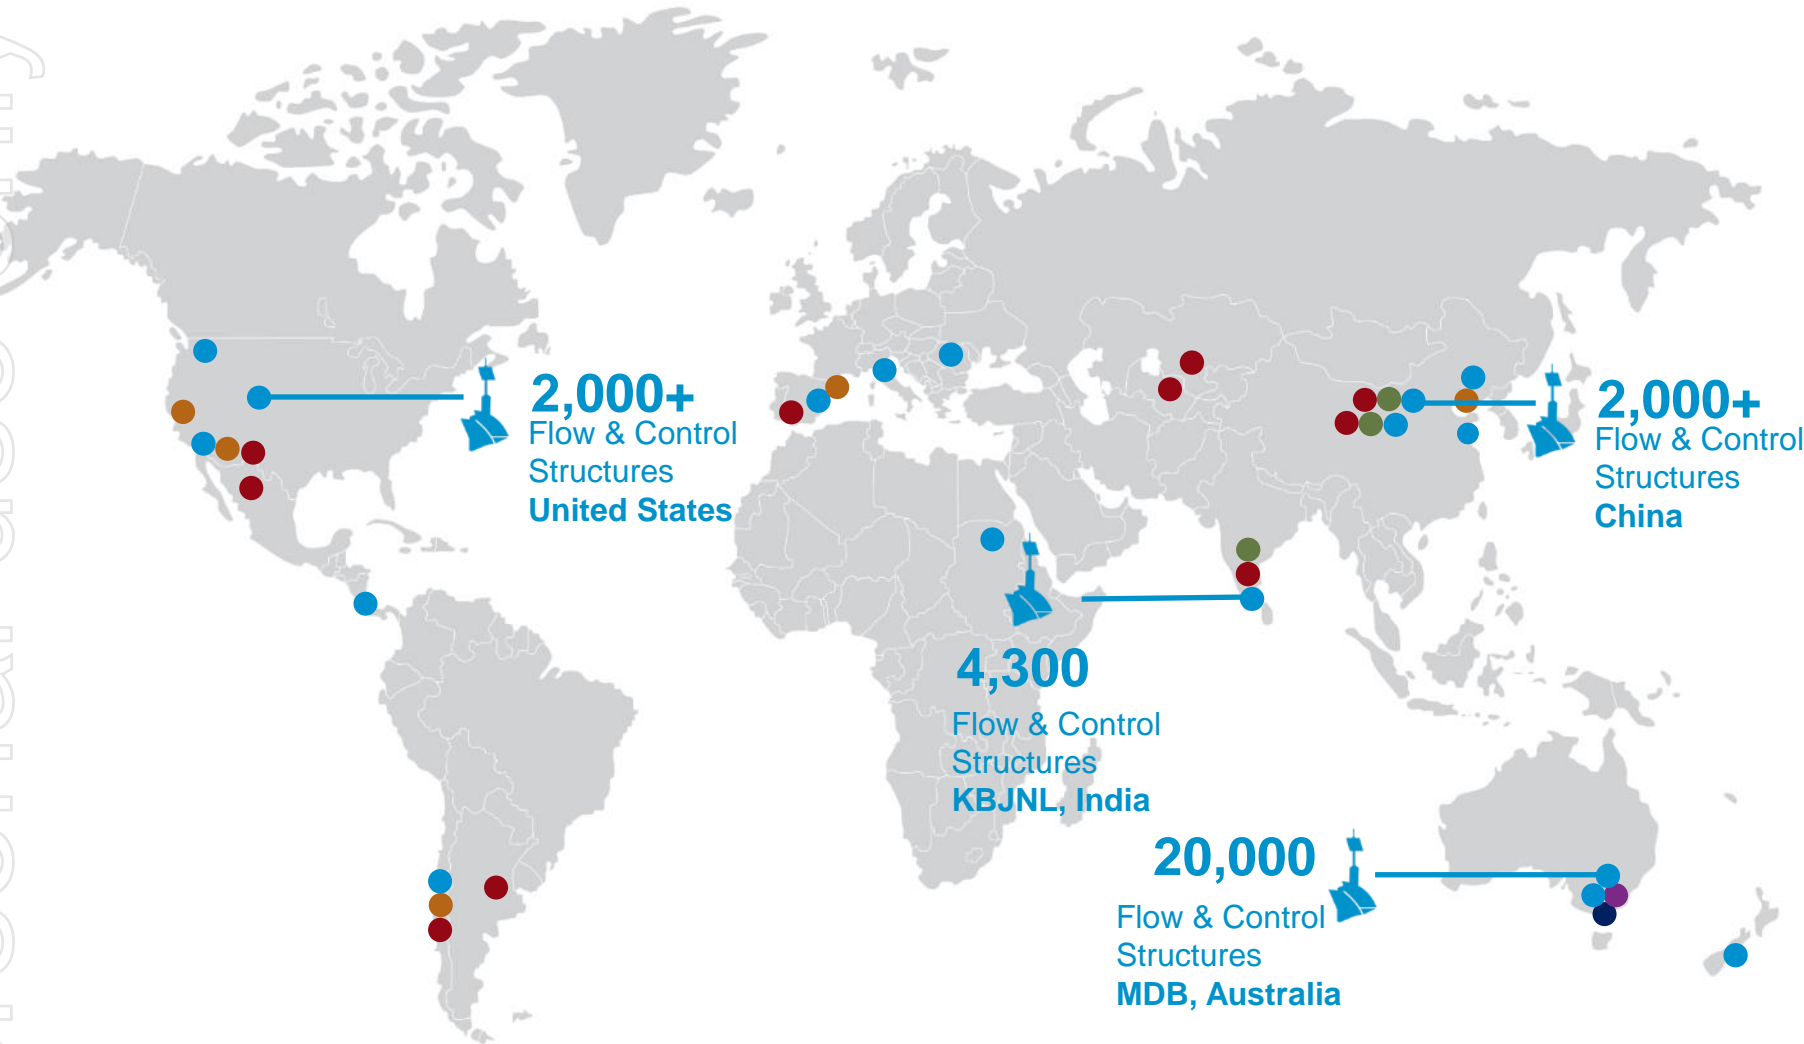 2,000+
Flow & Control
Structures
United States
2,000+
Flow & Control
Structures
China
4,300
Flow & Control
Structures
KBJNL, India
20,000
Flow & Control
Structures
MDB, Australia